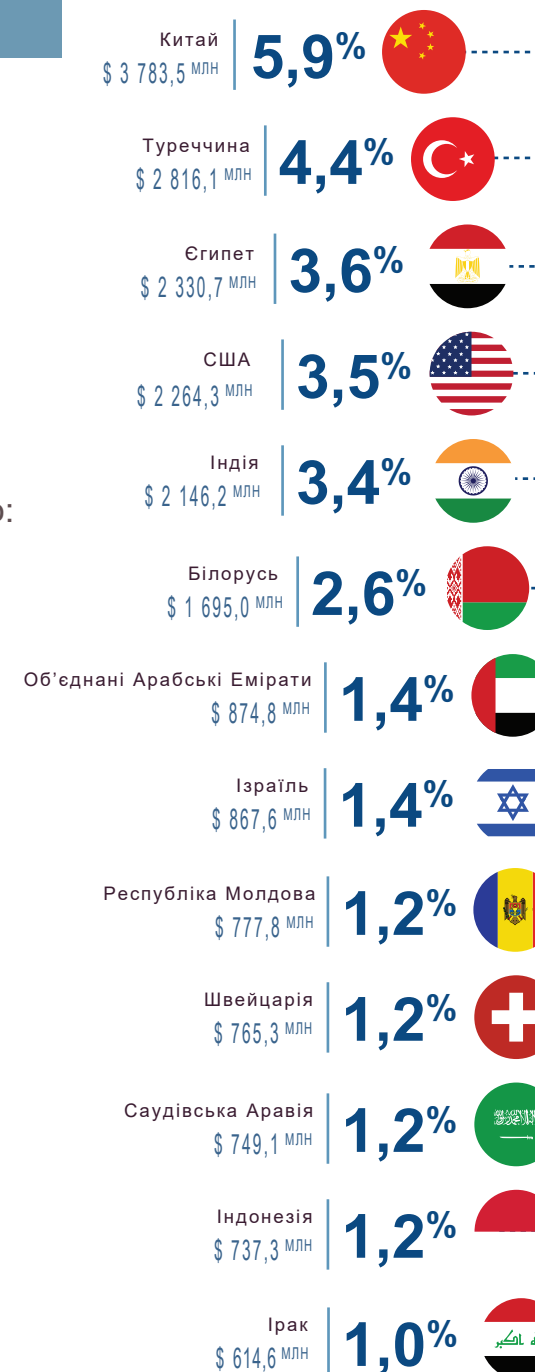 Китай
$ 3 783,5 МЛН
5,9%
Туреччина
$ 2 816,1 МЛН
4,4%
Єгипет
$ 2 330,7 МЛН
3,6%
США
$ 2 264,3 МЛН
3,5%
Індія
$ 2 146,2 МЛН
3,4%
Білорусь
$ 1 695,0 МЛН
2,6%
Об’єднані Арабські Емірати
$ 874,8 МЛН
1,4%
Ізраїль
$ 867,6 МЛН
1,4%
Республіка Молдова
$ 777,8 МЛН
1,2%
Швейцарія
$ 765,3 МЛН
1,2%
Саудівська Аравія
$ 749,1 МЛН
1,2%
Індонезія
$ 737,3 МЛН
1,2%
Ірак
$ 614,6 МЛН
1,0%